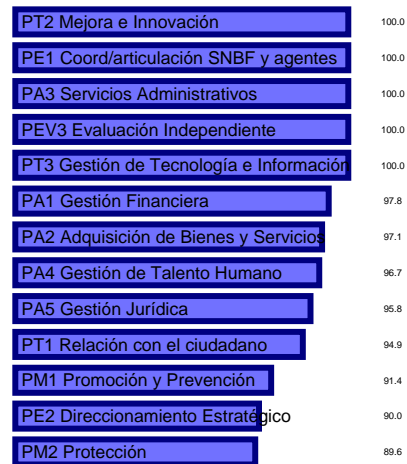 PT2 Mejora e Innovación 100.0
PE1 Coord/articulación SNBF y agentes 100.0
PA3 Servicios Administrativos 100.0
PEV3 Evaluación Independiente 100.0
PT3 Gestión de Tecnología e Información 100.0
PA1 Gestión Financiera 97.8
PA2 Adquisición de Bienes y Servicios 97.1
PA4 Gestión de Talento Humano 96.7
PA5 Gestión Jurídica 95.8
PT1 Relación con el ciudadano 94.9
PM1 Promoción y Prevención 91.4
PE2 Direccionamiento Estratégico 90.0
PM2 Protección 89.6